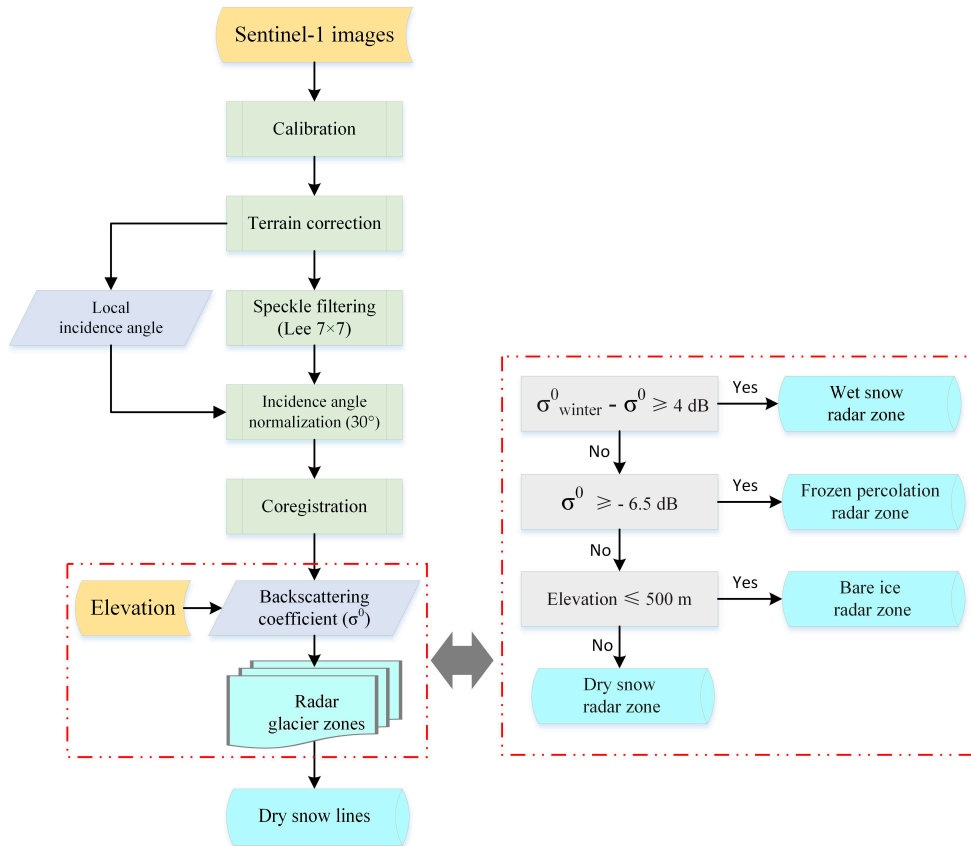 Sentinel-1 images
Calibration
Terrain correction
Local
incidence angle
Speckle filtering
(Lee 7×7)
Incidence angle
normalization (30°)
Coregistration
Elevation
Backscattering
coefficient (σ⁰)
Radar
glacier zones
Dry snow lines
σ⁰winter - σ⁰ ⩾ 4 dB
Yes
Wet snow
radar zone
No
σ⁰ ⩾ - 6.5 dB
Yes
Frozen percolation
radar zone
No
Elevation ⩽ 500 m
Yes
Bare ice
radar zone
No
Dry snow
radar zone